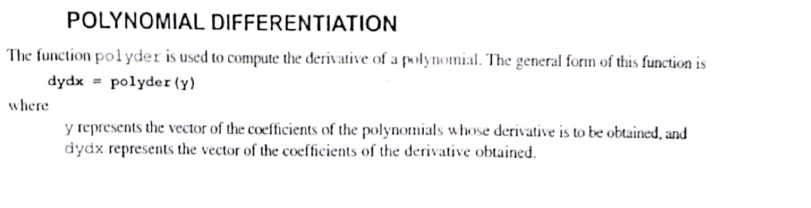 POLYNOMIAL DIFFERENTIATION
The function polyder is used to compute the derivative of a polynomial. The general form of this function is
dydx = polyder (y)
where
y represents the vector of the coefficients of the polynomials whose derivative is to be obtained, and
dydx represents the vector of the coefficients of the derivative obtained.